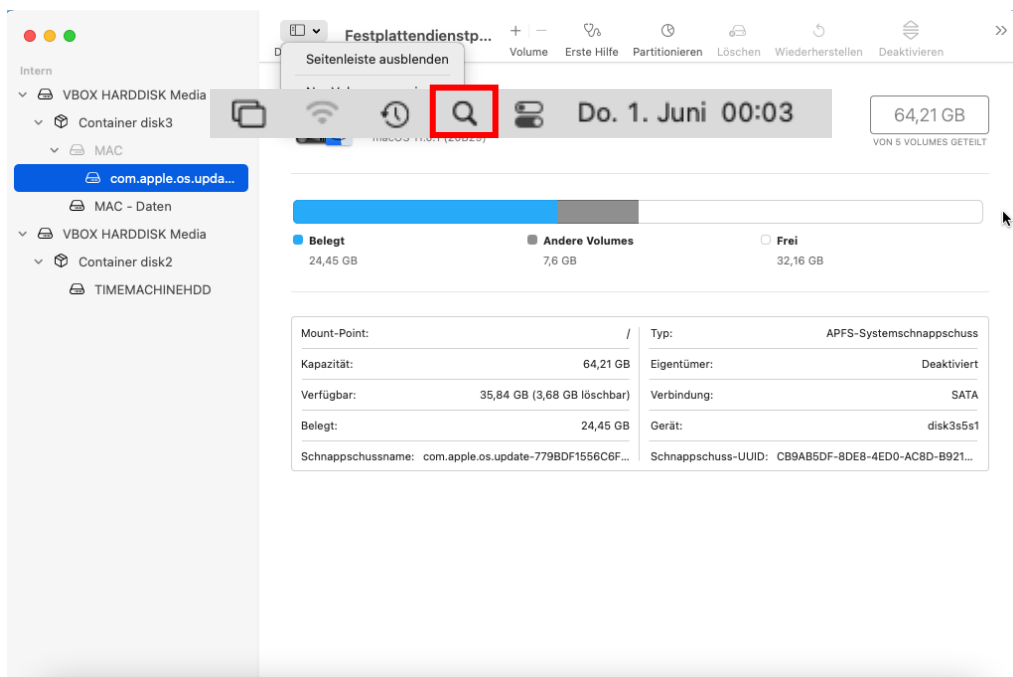 Festplattendienstp...
Volume
Erste Hilfe
Partitionieren
Löschen
Wiederherstellen
Deaktivieren
Seitenleiste ausblenden
Intern
VBOX HARDDISK Media
Container disk3
MAC
com.apple.os.upda...
MAC - Daten
VBOX HARDDISK Media
Container disk2
TIMEMACHINEHDD
Do. 1. Juni 00:03
64,21 GB
VON 5 VOLUMES GETEILT
Belegt
24,45 GB
Andere Volumes
7,6 GB
Frei
32,16 GB
Mount-Point: /
Kapazität: 64,21 GB
Verfügbar: 35,84 GB (3,68 GB löschbar)
Belegt: 24,45 GB
Schnappschussname: com.apple.os.update-779BDF1556C6F...
Typ: APFS-Systemschnappschuss
Eigentümer: Deaktiviert
Verbindung: SATA
Gerät: disk3s5s1
Schnappschuss-UUID: CB9AB5DF-8DE8-4ED0-AC8D-B921...